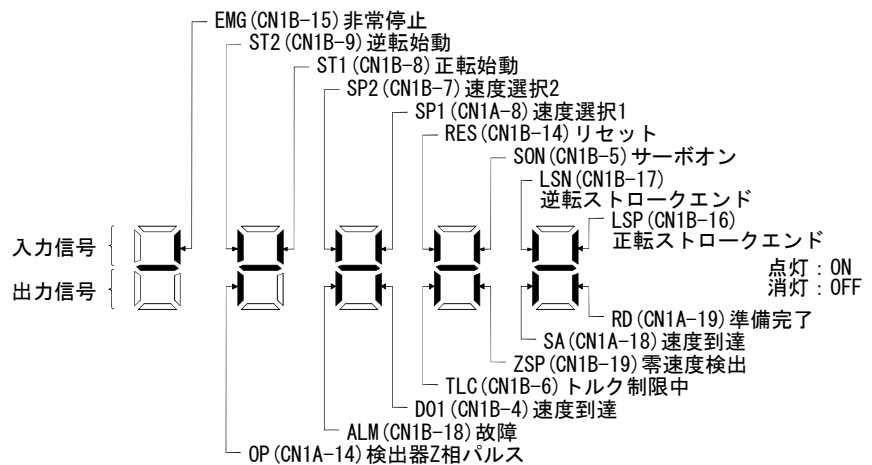 EMG(CN1B-15)非常停止
ST2(CN1B-9)逆転始動
ST1(CN1B-8)正転始動
SP2(CN1B-7)速度選択2
SP1(CN1A-8)速度選択1
RES(CN1B-14)リセット
SON(CN1B-5)サーボオン
LSN(CN1B-17)
逆転ストロークエンド
LSP(CN1B-16)
正転ストロークエンド
入力信号
点灯：ON
出力信号
消灯：OFF
RD(CN1A-19)準備完了
SA(CN1A-18)速度到達
ZSP(CN1B-19)零速度検出
TLC(CN1B-6)トルク制限中
DO1(CN1B-4)速度到達
ALM(CN1B-18)故障
OP(CN1A-14)検出器Z相パルス